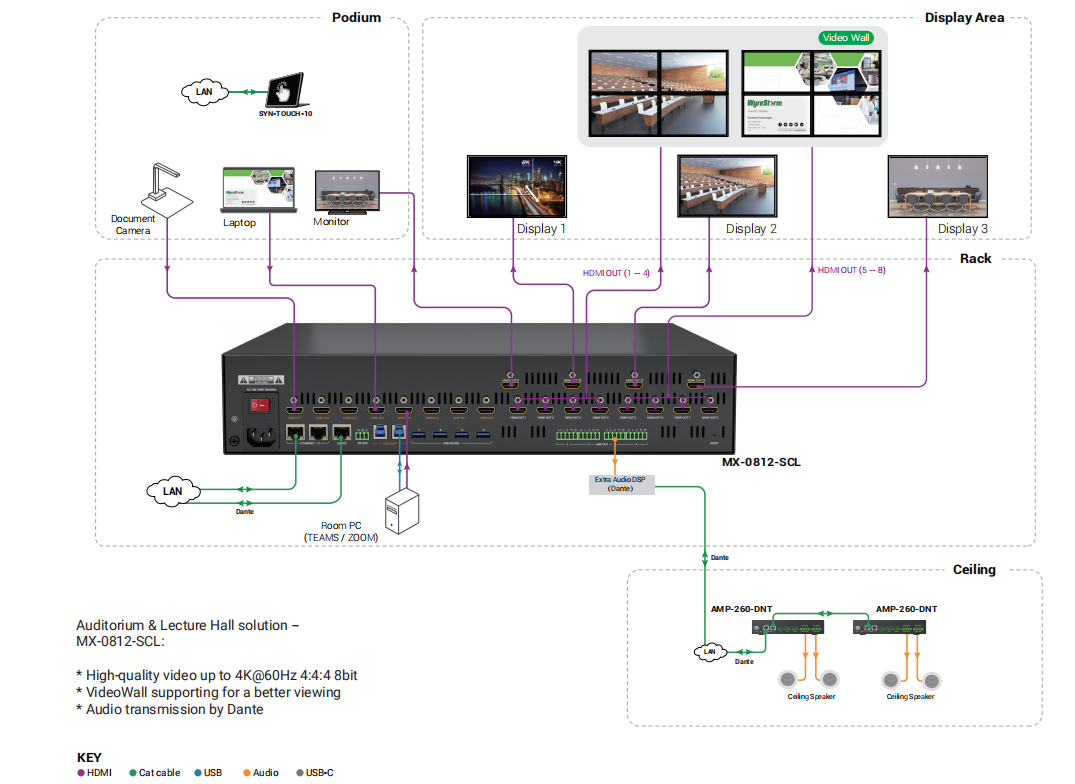 Podium
Display Area
Video Wall
LAN
SYN-TOUCH-10
WyreStorm
Document
Camera
Laptop
Monitor
Display 1
Display 2
Display 3
Rack
HDMI OUT (1 -- 4)
HDMI OUT (5 -- 8)
MX-0812-SCL
LAN
Dante
Room PC
(TEAMS / ZOOM)
Extra Audio DSP
(Dante)
Dante
Ceiling
AMP-260-DNT
AMP-260-DNT
LAN
Dante
Ceiling Speaker
Ceiling Speaker
Auditorium & Lecture Hall solution –
MX-0812-SCL:
* High-quality video up to 4K@60Hz 4:4:4 8bit
* VideoWall supporting for a better viewing
* Audio transmission by Dante
KEY
HDMI Cat cable USB Audio USB-C